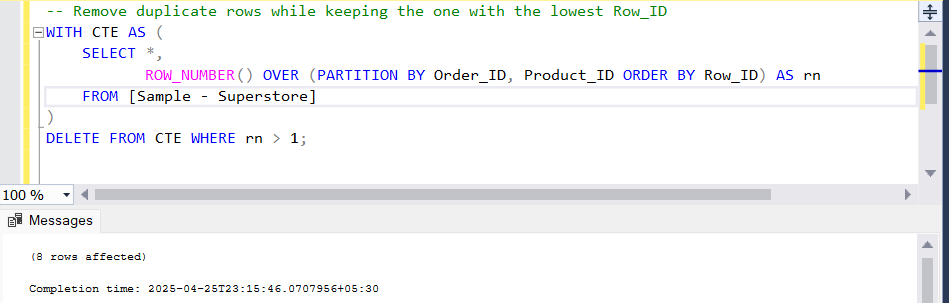 -- Remove duplicate rows while keeping the one with the lowest Row_ID
WITH CTE AS (
SELECT *,
ROW_NUMBER() OVER (PARTITION BY Order_ID, Product_ID ORDER BY Row_ID) AS rn
FROM [Sample - Superstore]
)
DELETE FROM CTE WHERE rn > 1;
100 %
Messages
(8 rows affected)
Completion time: 2025-04-25T23:15:46.0707956+05:30